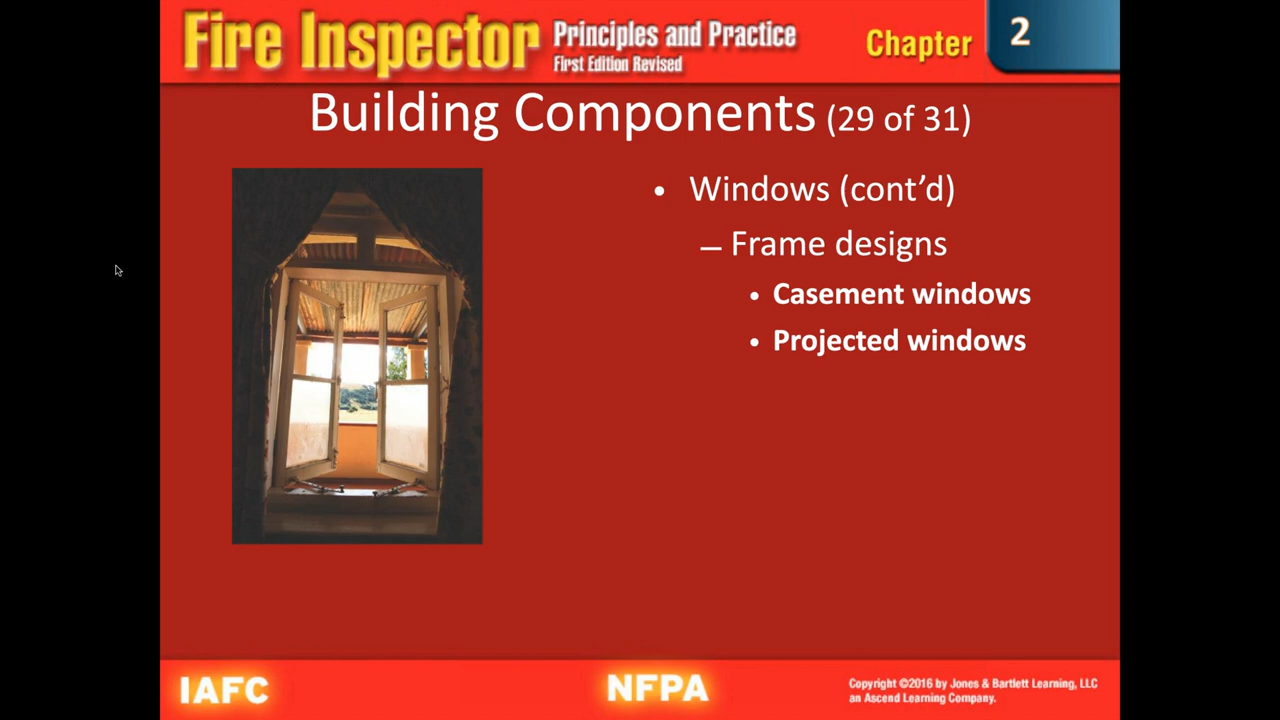 Fire Inspector Principles and Practice
First Edition Revised
Chapter 2
Building Components (29 of 31)
• Windows (cont’d)
– Frame designs
• Casement windows
• Projected windows
IAFC
NFPA
Copyright ©2016 by Jones & Bartlett Learning, LLC
an Ascend Learning Company.